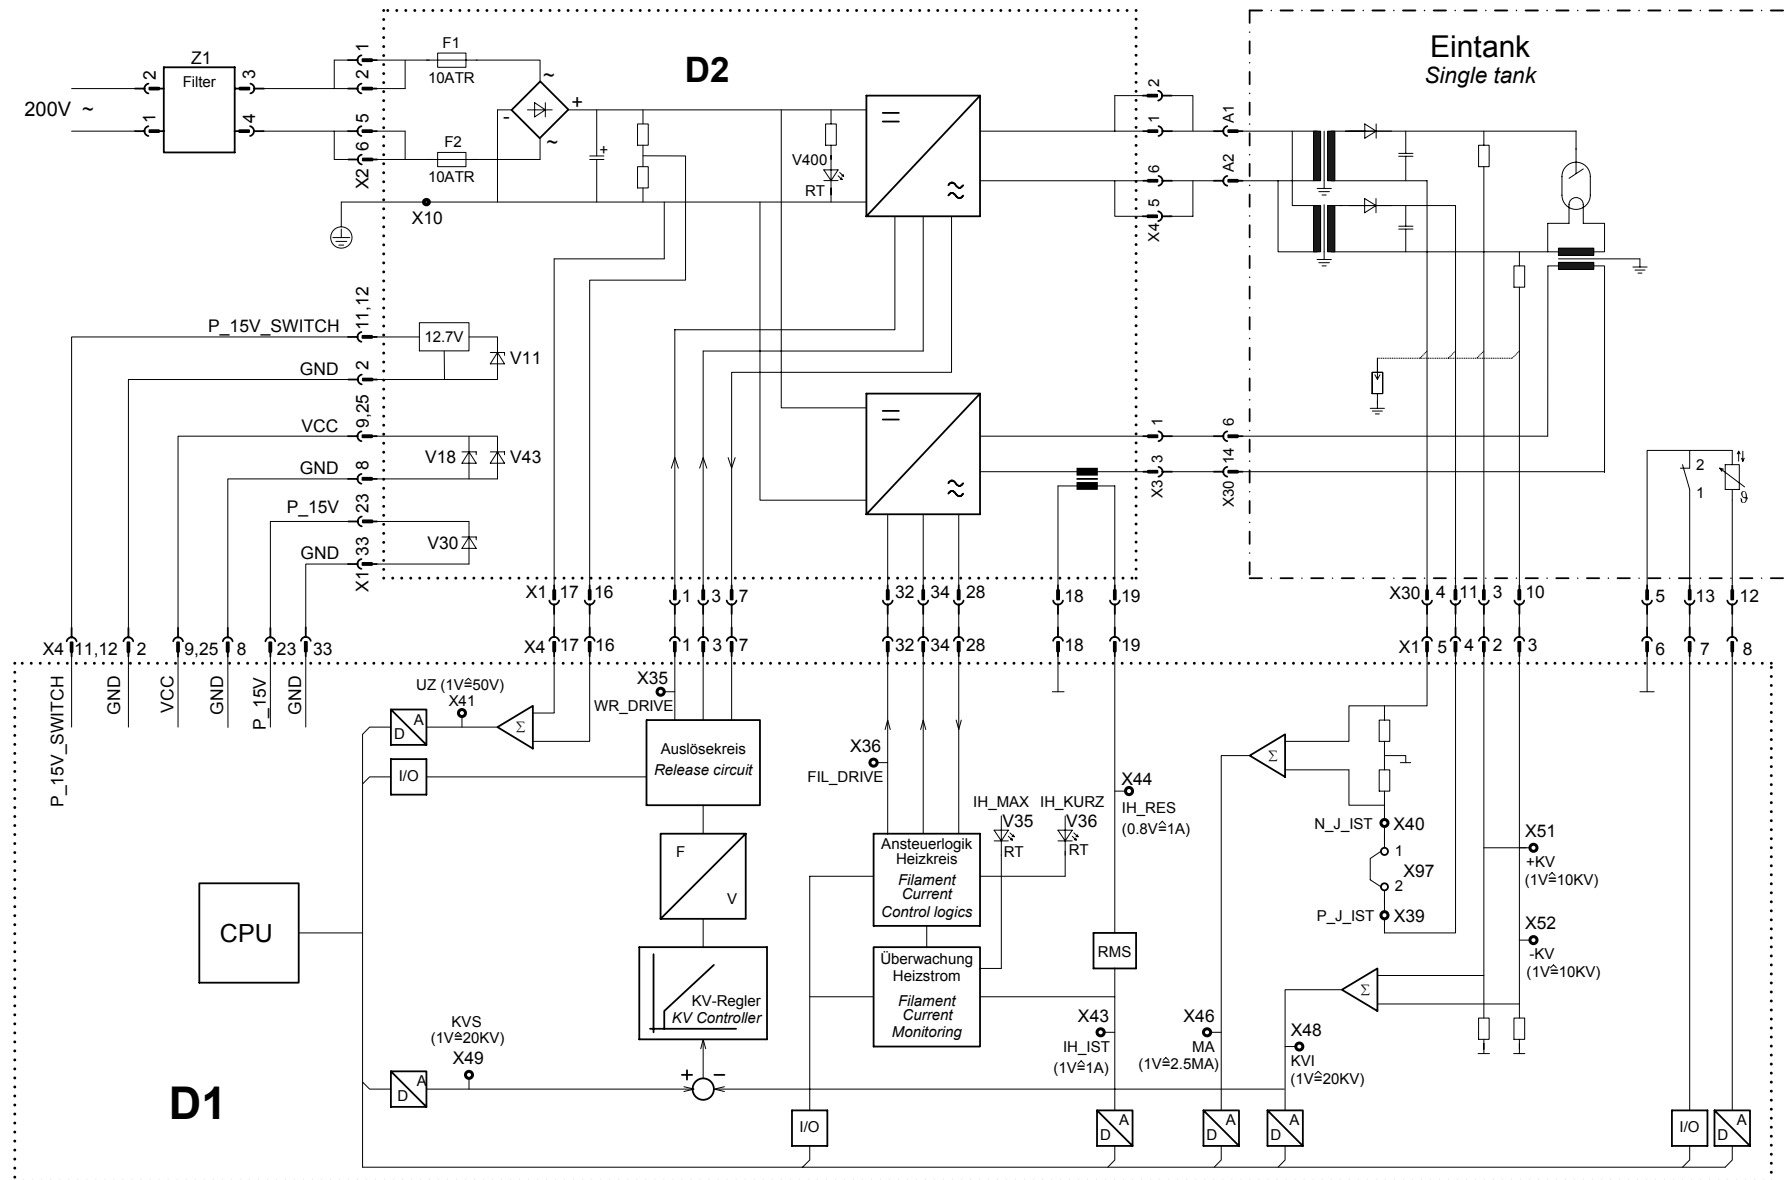 Z1
Filter
200V ~
2
1
3
4
1
2
5
6
X2
F1
10ATR
F2
10ATR
~
~
+
-
+
X10
D2
V400
RT
=
≈
2
1
6
5
X4
A1
A2
Eintank
Single tank
P_15V_SWITCH
11,12
12.7V
V11
GND
2
VCC
9,25
V18
V43
GND
8
P_15V
23
V30
GND
33
X1
=
≈
1
3
X3
6
14
X30
2
1
ϑ
X1
17
16
1
3
7
32
34
28
18
19
X30
4
11
3
10
5
13
12
X4
11,12
2
9,25
8
23
33
X4
17
16
1
3
7
32
34
28
18
19
X1
5
4
2
3
6
7
8
P_15V_SWITCH
GND
VCC
GND
P_15V
GND
UZ (1V≙50V)
X41
A
D
Σ
I/O
X35
WR_DRIVE
Auslösekreis
Release circuit
F
V
KV-Regler
KV Controller
CPU
KVS
(1V≙20KV)
X49
A
D
+
−
D1
X36
FIL_DRIVE
IH_MAX
V35
RT
IH_KURZ
V36
RT
Ansteuerlogik
Heizkreis
Filament
Current
Control logics
Überwachung
Heizstrom
Filament
Current
Monitoring
X44
IH_RES
(0.8V≙1A)
RMS
X43
IH_IST
(1V≙1A)
X46
MA
(1V≙2.5MA)
X48
KVI
(1V≙20KV)
Σ
N_J_IST
X40
1
X97
2
P_J_IST
X39
Σ
X51
+KV
(1V≙10KV)
X52
-KV
(1V≙10KV)
I/O
A
D
A
D
A
D
I/O
A
D